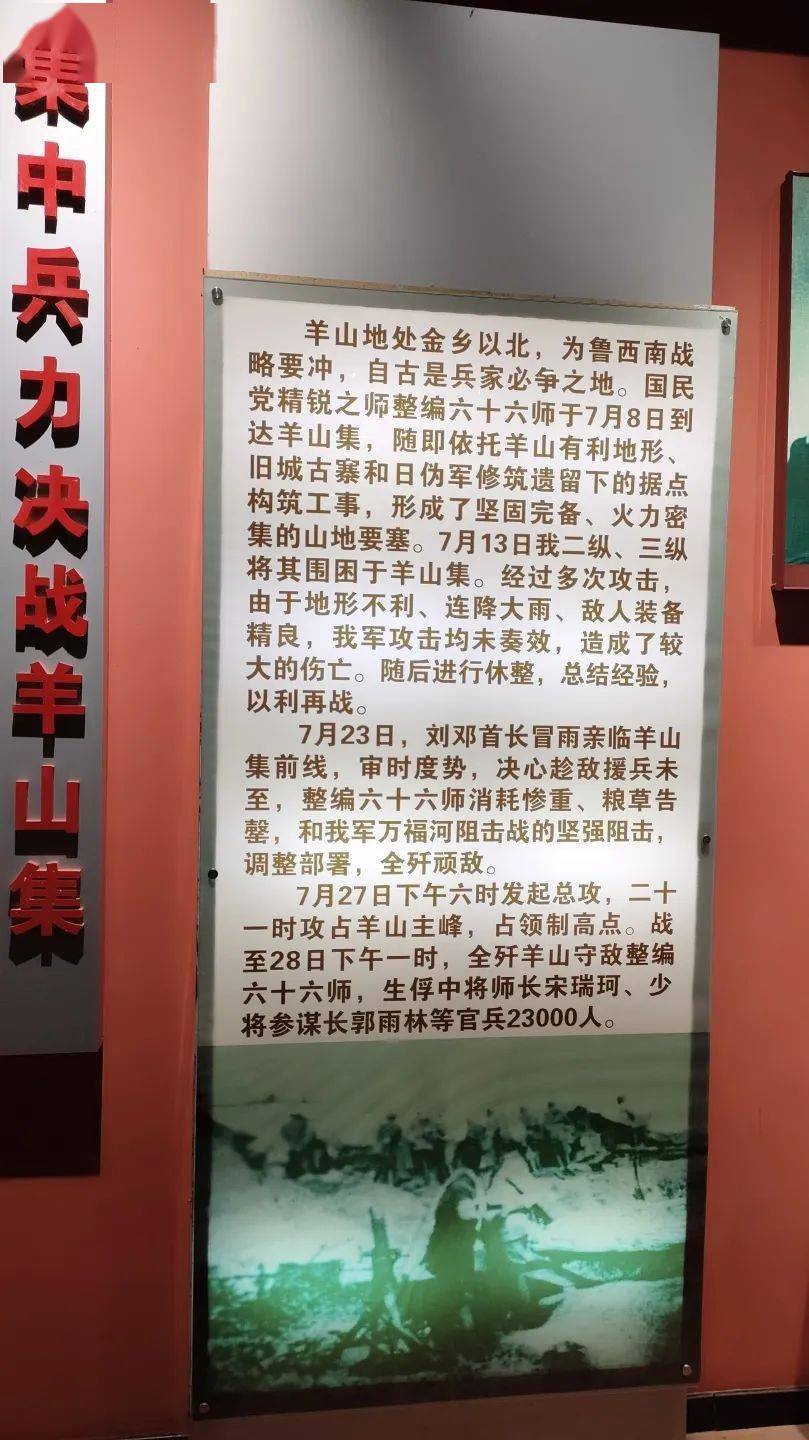 集中兵力决战羊山集
羊山地处金乡以北，为鲁西南战
略要冲，自古是兵家必争之地。国民
党精锐之师整编六十六师于7月8日到
达羊山集，随即依托羊山有利地形、
旧城古寨和日伪军修筑遗留下的据点
构筑工事，形成了坚固完备、火力密
集的山地要塞。7月13日我二纵、三纵
将其围困于羊山集。经过多次攻击，
由于地形不利、连降大雨、敌人装备
精良，我军攻击均未奏效，造成了较
大的伤亡。随后进行休整，总结经验，
以利再战。
7月23日，刘邓首长冒雨亲临羊山
集前线，审时度势，决心趁敌援兵未
至，整编六十六师消耗惨重、粮草告
罄，和我军万福河阻击战的坚强阻击，
调整部署，全歼顽敌。
7月27日下午六时发起总攻，二十
一时攻占羊山主峰，占领制高点。战
至28日下午一时，全歼羊山守敌整编
六十六师，生俘中将师长宋瑞珂、少
将参谋长郭雨林等官兵23000人。